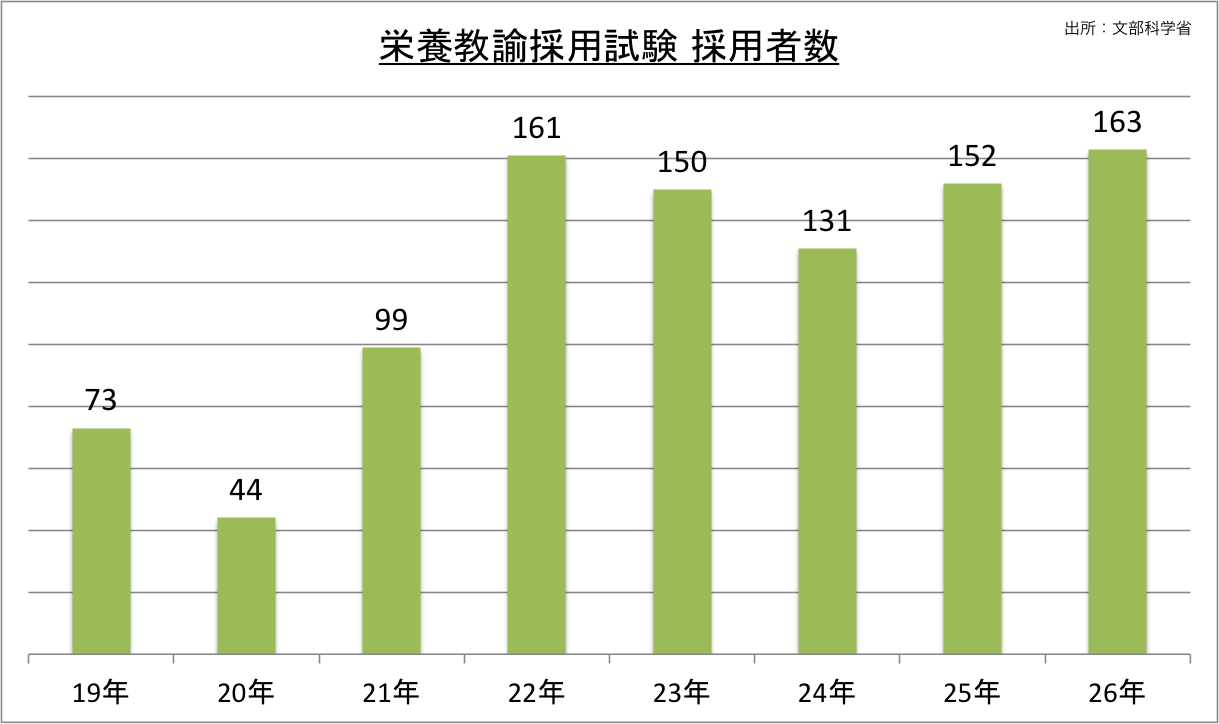 栄養教諭採用試験 採用者数
出所：文部科学省
73
44
99
161
150
131
152
163
19年
20年
21年
22年
23年
24年
25年
26年